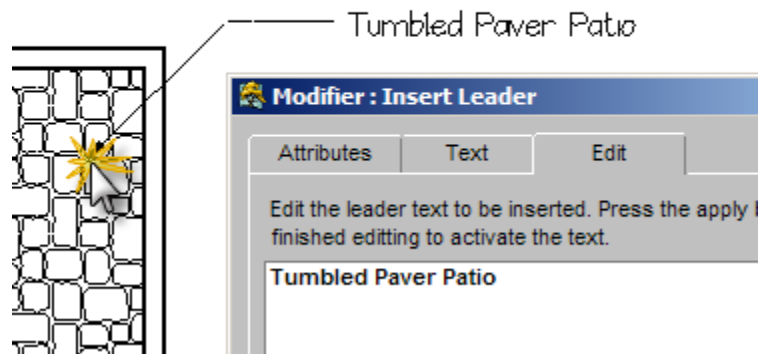 Tumbled Paver Patio
Modifier : Insert Leader
Attributes Text Edit
Edit the leader text to be inserted. Press the apply
finished editting to activate the text.
Tumbled Paver Patio